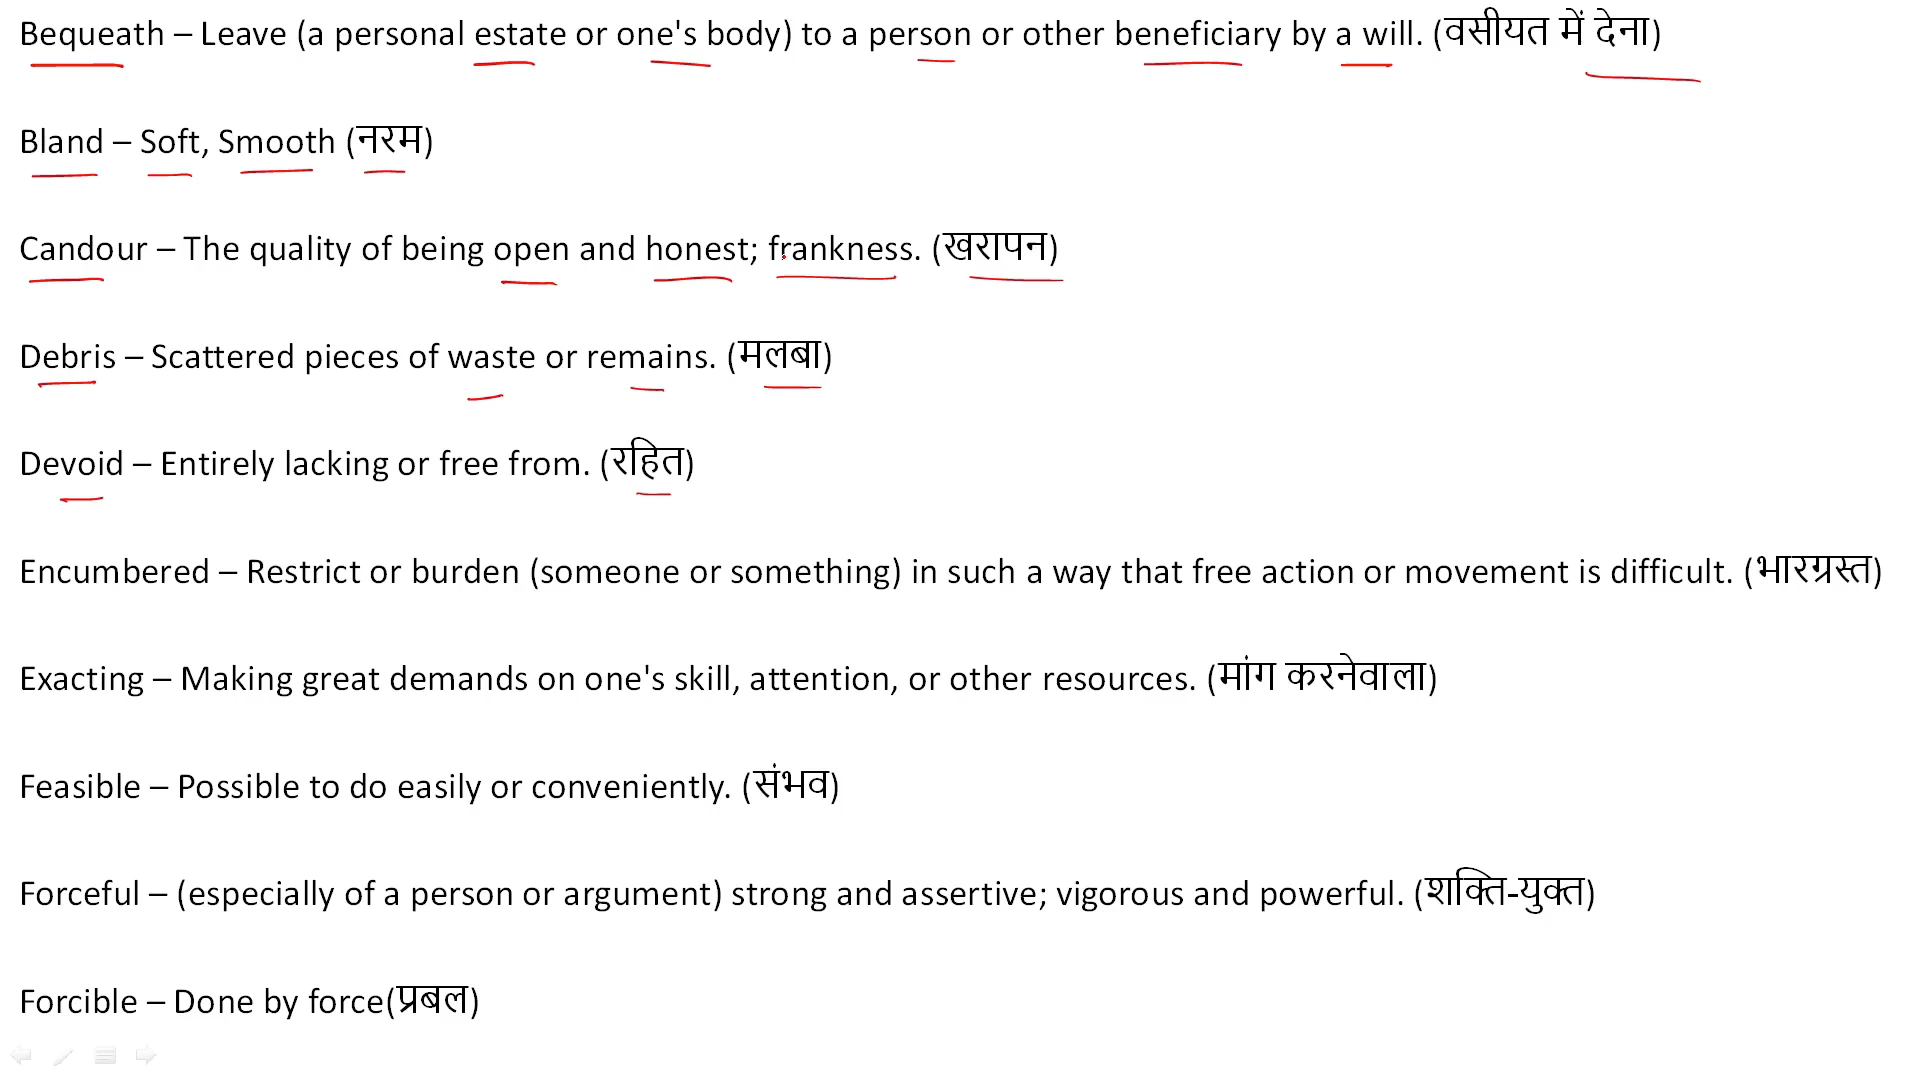 Bequeath – Leave (a personal estate or one's body) to a person or other beneficiary by a will. (वसीयत में देना)
Bland – Soft, Smooth (नरम)
Candour – The quality of being open and honest; frankness. (खरापन)
Debris – Scattered pieces of waste or remains. (मलबा)
Devoid – Entirely lacking or free from. (रहित)
Encumbered – Restrict or burden (someone or something) in such a way that free action or movement is difficult. (भारग्रस्त)
Exacting – Making great demands on one's skill, attention, or other resources. (मांग करनेवाला)
Feasible – Possible to do easily or conveniently. (संभव)
Forceful – (especially of a person or argument) strong and assertive; vigorous and powerful. (शक्ति-युक्त)
Forcible – Done by force(प्रबल)